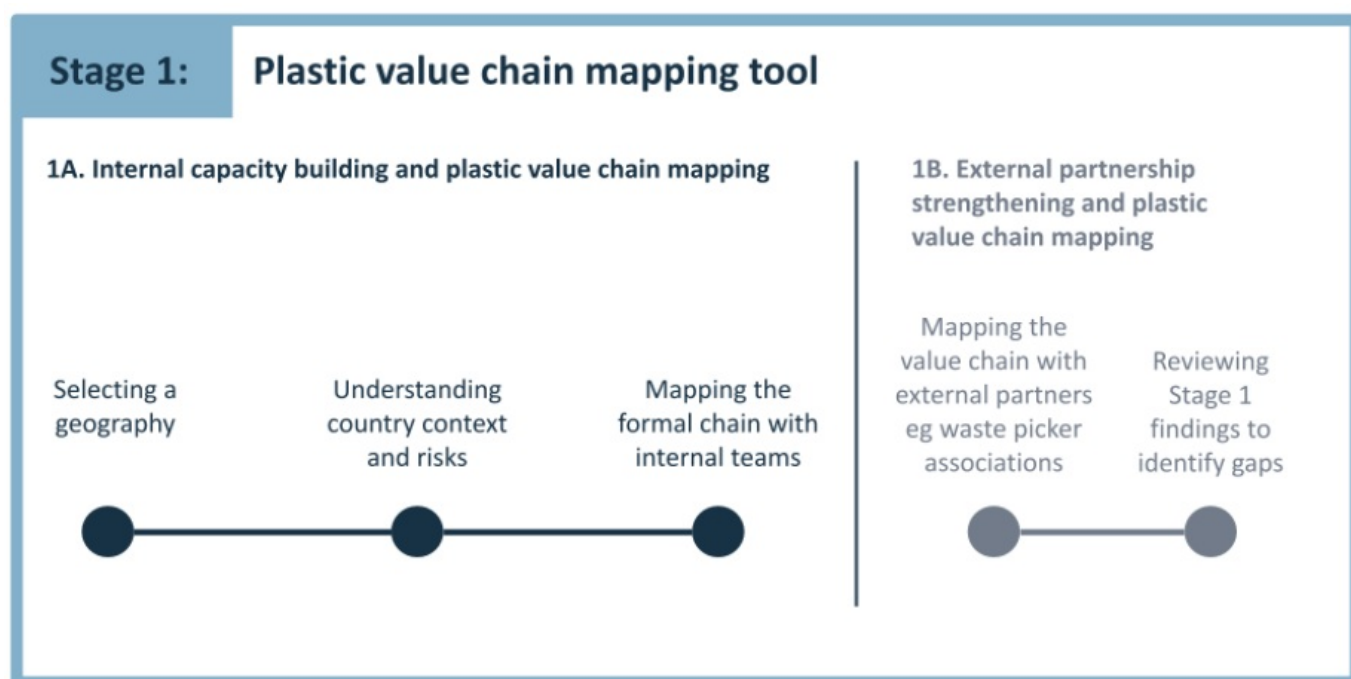 Stage 1:
Plastic value chain mapping tool
1A. Internal capacity building and plastic value chain mapping
Selecting a
geography
Understanding
country context
and risks
Mapping the
formal chain with
internal teams
1B. External partnership
strengthening and plastic
value chain mapping
Mapping the
value chain with
external partners
eg waste picker
associations
Reviewing
Stage 1
findings to
identify gaps